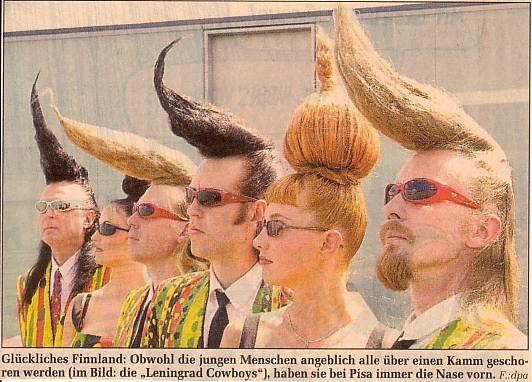 Glückliches Finnland: Obwohl die jungen Menschen angeblich alle über einen Kamm gescho-
ren werden (im Bild: die „Leningrad Cowboys“), haben sie bei Pisa immer die Nase vorn. F.:dpa